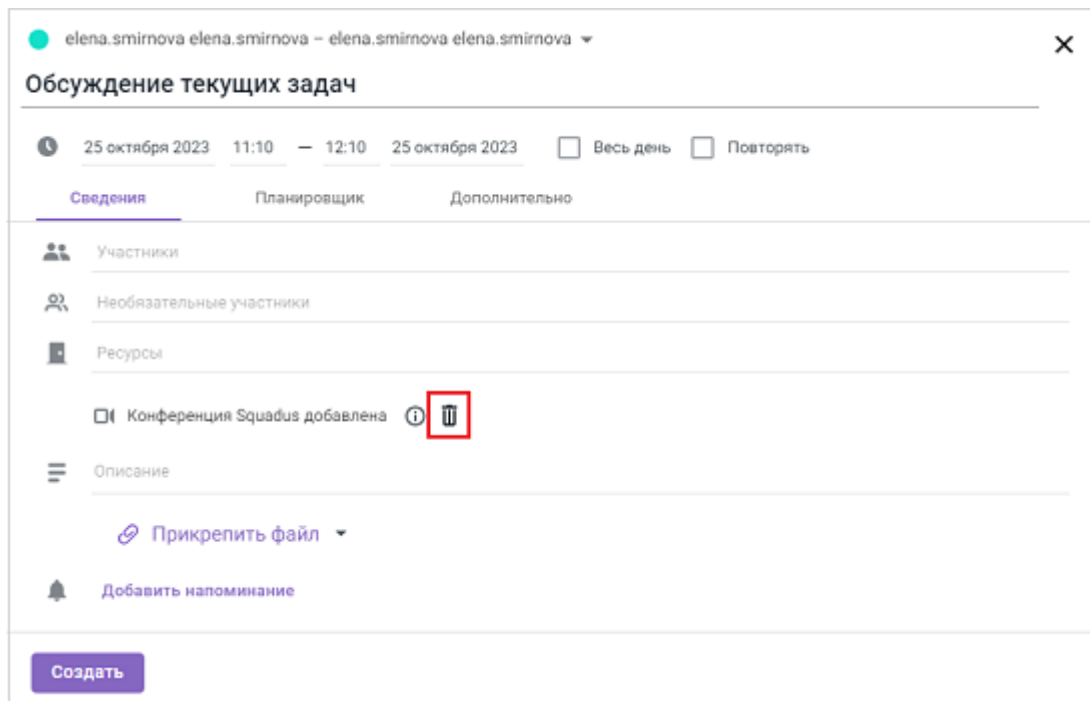 elena.smirnova elena.smirnova – elena.smirnova elena.smirnova
Обсуждение текущих задач
25 октября 2023 11:10 — 12:10 25 октября 2023 Весь день Повторять
Сведения Планировщик Дополнительно
Участники
Необязательные участники
Ресурсы
Конференция Squadus добавлена
Описание
Прикрепить файл
Добавить напоминание
Создать